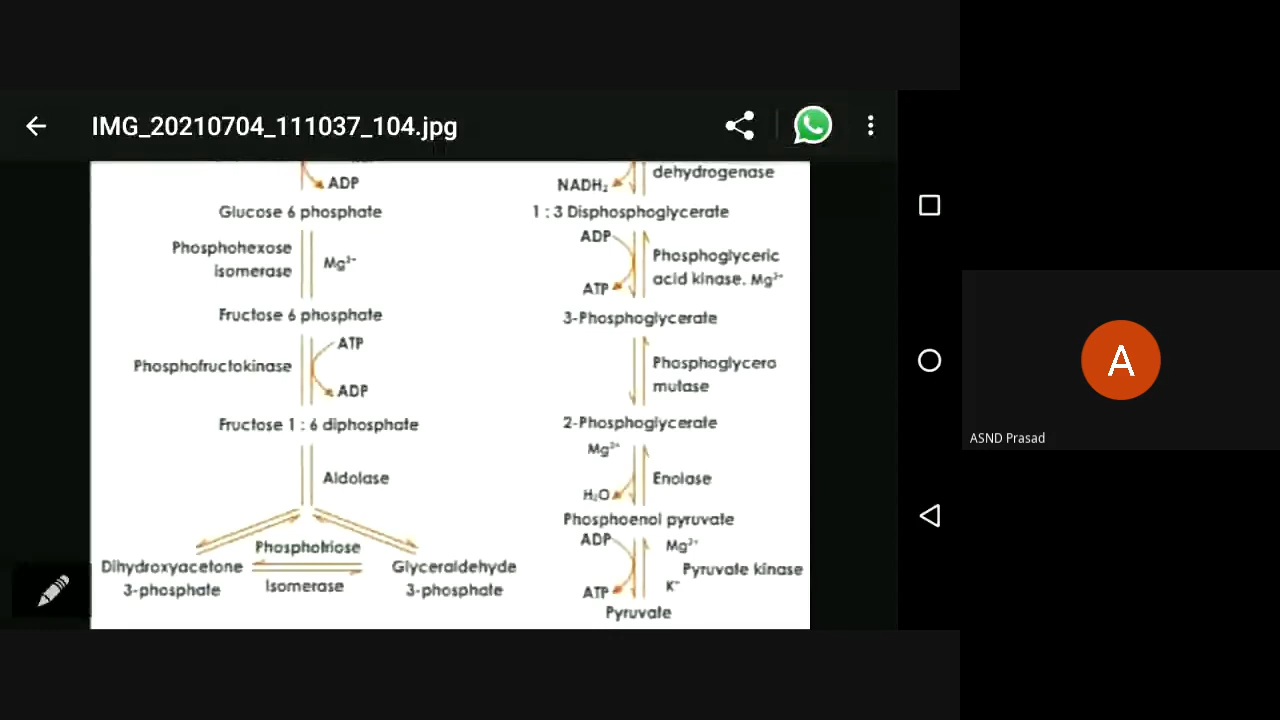 IMG_20210704_111037_104.jpg
ADP
Glucose 6 phosphate
Phosphohexose
isomerase
Mg²⁺
Fructose 6 phosphate
ATP
Phosphofructokinase
ADP
Fructose 1 : 6 diphosphate
Aldolase
Phosphotriose
Isomerase
Dihydroxyacetone
3-phosphate
Glyceraldehyde
3-phosphate
dehydrogenase
NADH₂
1 : 3 Disphosphoglycerate
ADP
Phosphoglyceric
acid kinase. Mg²⁺
ATP
3-Phosphoglycerate
Phosphoglycero
mutase
2-Phosphoglycerate
Mg²⁺
Enolase
H₂O
Phosphoenol pyruvate
ADP
Mg²⁺
Pyruvate kinase
K⁺
ATP
Pyruvate
A
ASND Prasad